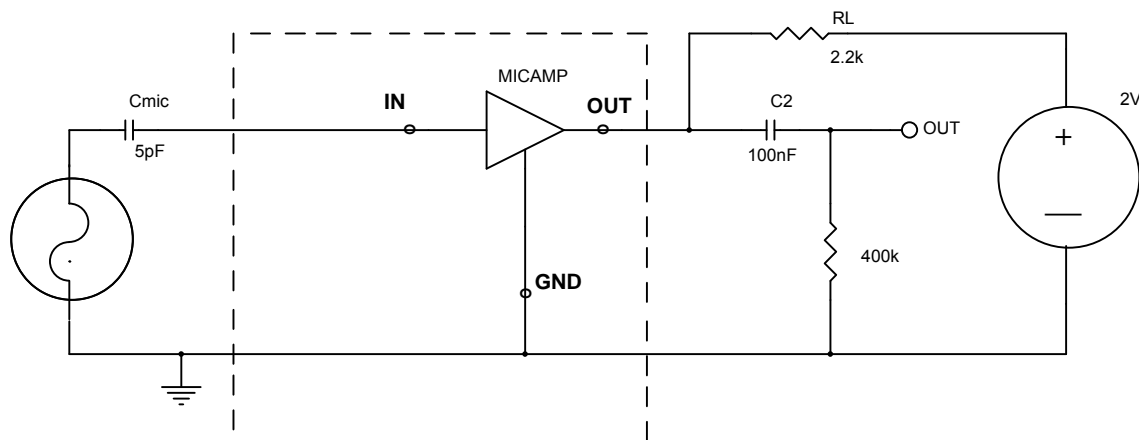 RL
2.2k
MICAMP
Cmic
IN
OUT
C2
2V
5pF
100nF
OUT
+
400k
GND